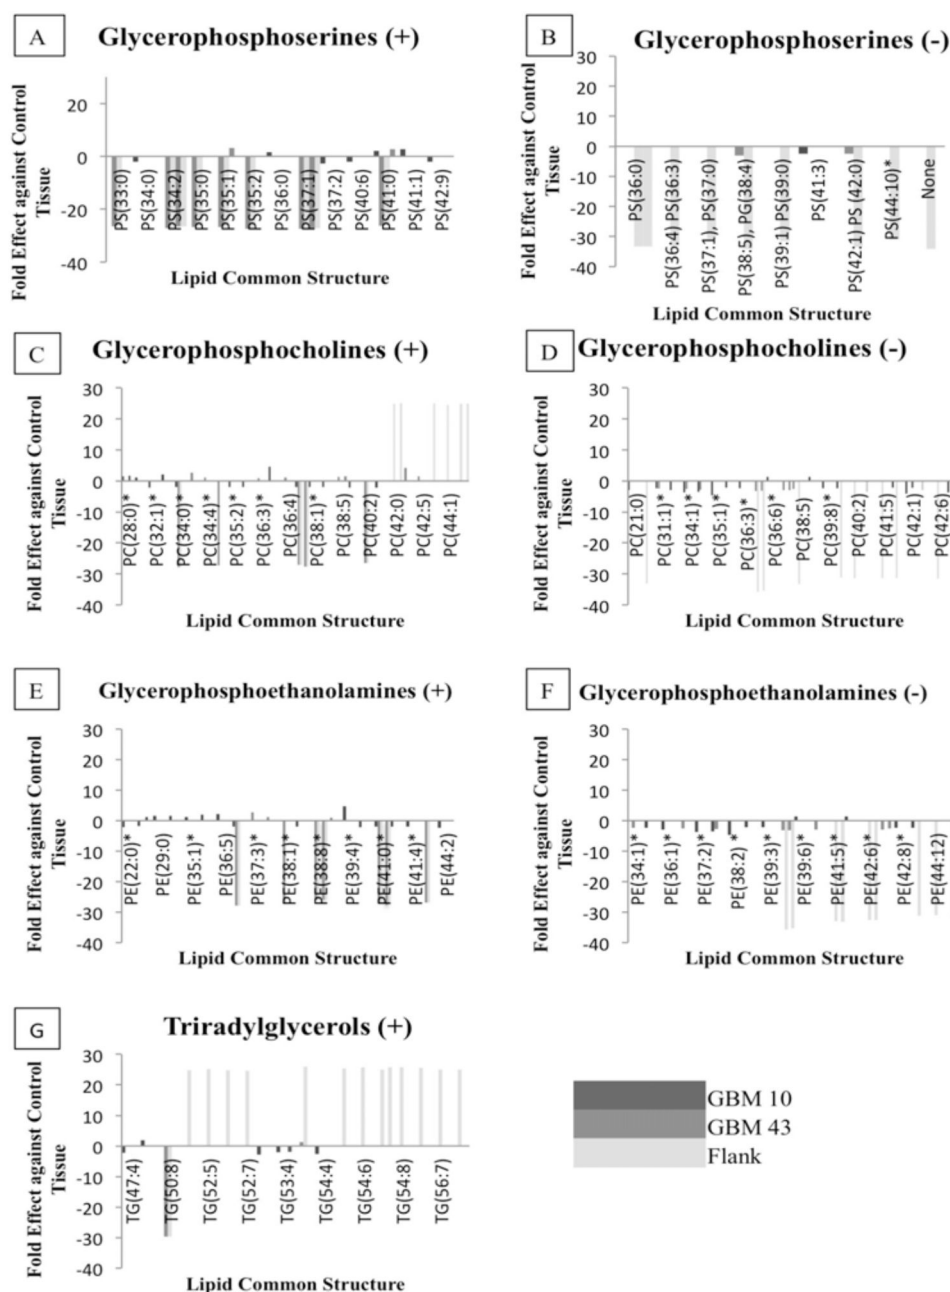 A
Glycerophosphoserines (+)
Fold Effect against Control
Tissue
20
0
-20
-40
PS(33:0)
PS(34:0)
PS(34:2)
PS(35:0)
PS(35:1)
PS(35:2)
PS(36:0)
PS(37:1)
PS(37:2)
PS(40:6)
PS(41:0)
PS(41:1)
PS(42:9)
Lipid Common Structure
B
Glycerophosphoserines (-)
Fold Effect against Control
Tissue
30
20
10
0
-10
-20
-30
-40
PS(36:0)
PS(36:4) PS(36:3)
PS(37:1), PS(37:0)
PS(38:5), PG(38:4)
PS(39:1) PS(39:0)
PS(41:3)
PS(42:1) PS (42:0)
PS(44:10)*
None
Lipid Common Structure
C
Glycerophosphocholines (+)
Fold Effect against Control
Tissue
30
20
10
0
-10
-20
-30
-40
PC(28:0)*
PC(32:1)*
PC(34:0)*
PC(34:4)*
PC(35:2)*
PC(36:3)*
PC(36:4)
PC(38:1)*
PC(38:5)
PC(40:2)
PC(42:0)
PC(42:5)
PC(44:1)
Lipid Common Structure
D
Glycerophosphocholines (-)
Fold Effect against Control
Tissue
30
20
10
0
-10
-20
-30
-40
PC(21:0)
PC(31:1)*
PC(34:1)*
PC(35:1)*
PC(36:3)*
PC(36:6)*
PC(38:5)
PC(39:8)*
PC(40:2)
PC(41:5)
PC(42:1)
PC(42:6)
Lipid Common Structure
E
Glycerophosphoethanolamines (+)
Fold Effect against Control
Tissue
30
20
10
0
-10
-20
-30
-40
PE(22:0)*
PE(29:0)
PE(35:1)*
PE(36:5)
PE(37:3)*
PE(38:1)*
PE(38:8)*
PE(39:4)*
PE(41:0)*
PE(41:4)*
PE(44:2)
Lipid Common Structure
F
Glycerophosphoethanolamines (-)
Fold Effect against Control
Tissue
30
20
10
0
-10
-20
-30
-40
PE(34:1)*
PE(36:1)*
PE(37:2)*
PE(38:2)*
PE(39:3)*
PE(39:6)*
PE(41:5)*
PE(42:6)*
PE(42:8)*
PE(44:12)
Lipid Common Structure
G
Triradylglycerols (+)
Fold Effect against Control
Tissue
30
20
10
0
-10
-20
-30
-40
TG(47:4)
TG(50:8)
TG(52:5)
TG(52:7)
TG(53:4)
TG(54:4)
TG(54:6)
TG(54:8)
TG(56:7)
Lipid Common Structure
GBM 10
GBM 43
Flank